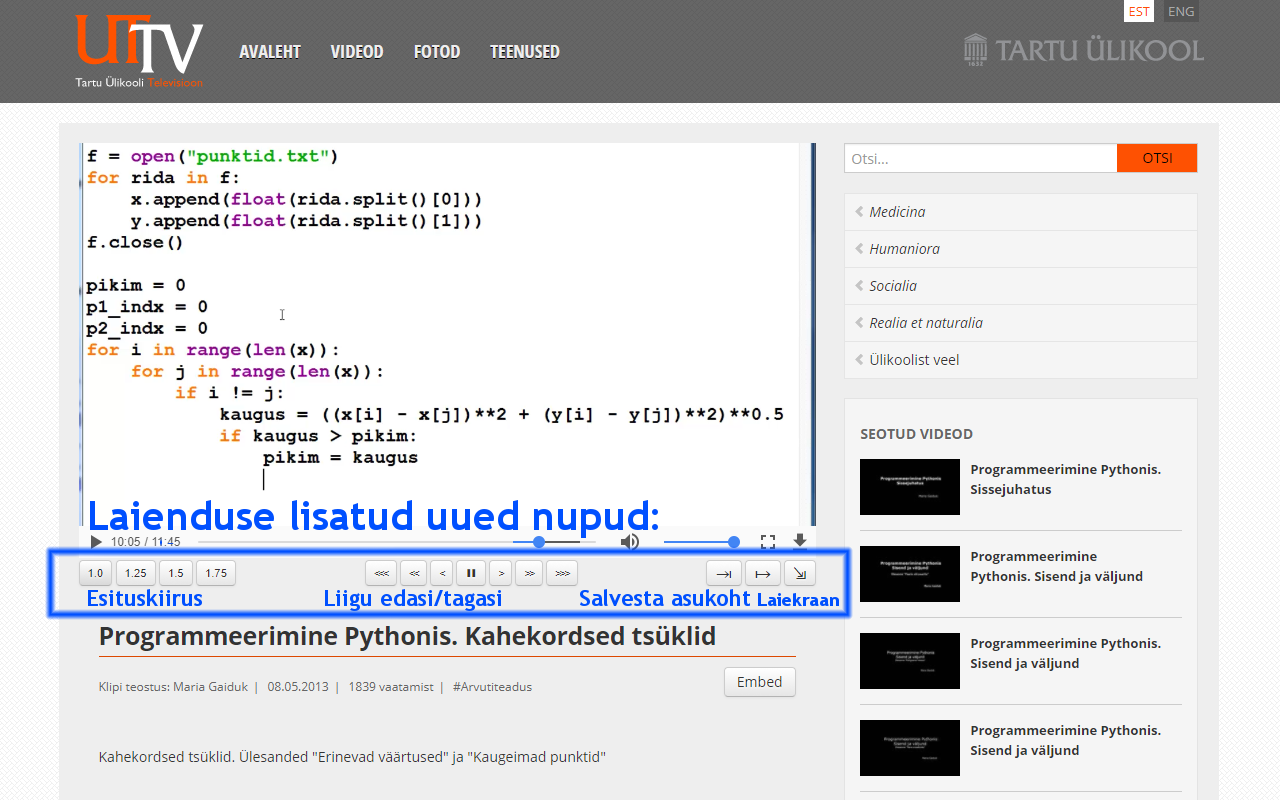 EST ENG
UTTV
Tartu Ülikooli Televisioon
AVALEHT VIDEOD FOTOD TEENUSED
TARTU ÜLIKOOL
1632
f = open("punktid.txt")
for rida in f:
    x.append(float(rida.split()[0]))
    y.append(float(rida.split()[1]))
f.close()
pikim = 0
p1_indx = 0
p2_indx = 0
for i in range(len(x)):
    for j in range(len(x)):
        if i != j:
            kaugus = ((x[i] - x[j])**2 + (y[i] - y[j])**2)**0.5
            if kaugus > pikim:
                pikim = kaugus
Laienduse lisatud uued nupud:
10:05 / 11:45
1.0 1.25 1.5 1.75 <<< << < > >> >>>
Esituskiirus Liigu edasi/tagasi Salvesta asukoht Laiekraan
Programmeerimine Pythonis. Kahekordsed tsüklid
Klipi teostus: Maria Gaiduk | 08.05.2013 | 1839 vaatamist | #Arvutiteadus
Embed
Kahekordsed tsüklid. Ülesanded "Erinevad väärtused" ja "Kaugeimad punktid"
Otsi... OTSI
Medicina
Humaniora
Socialia
Realia et naturalia
Ülikoolist veel
SEOTUD VIDEOD
Programmeerimine Pythonis.
Sissejuhatus
Programmeerimine
Pythonis. Sisend ja väljund
Programmeerimine Pythonis.
Sisend ja väljund
Programmeerimine Pythonis.
Sisend ja väljund